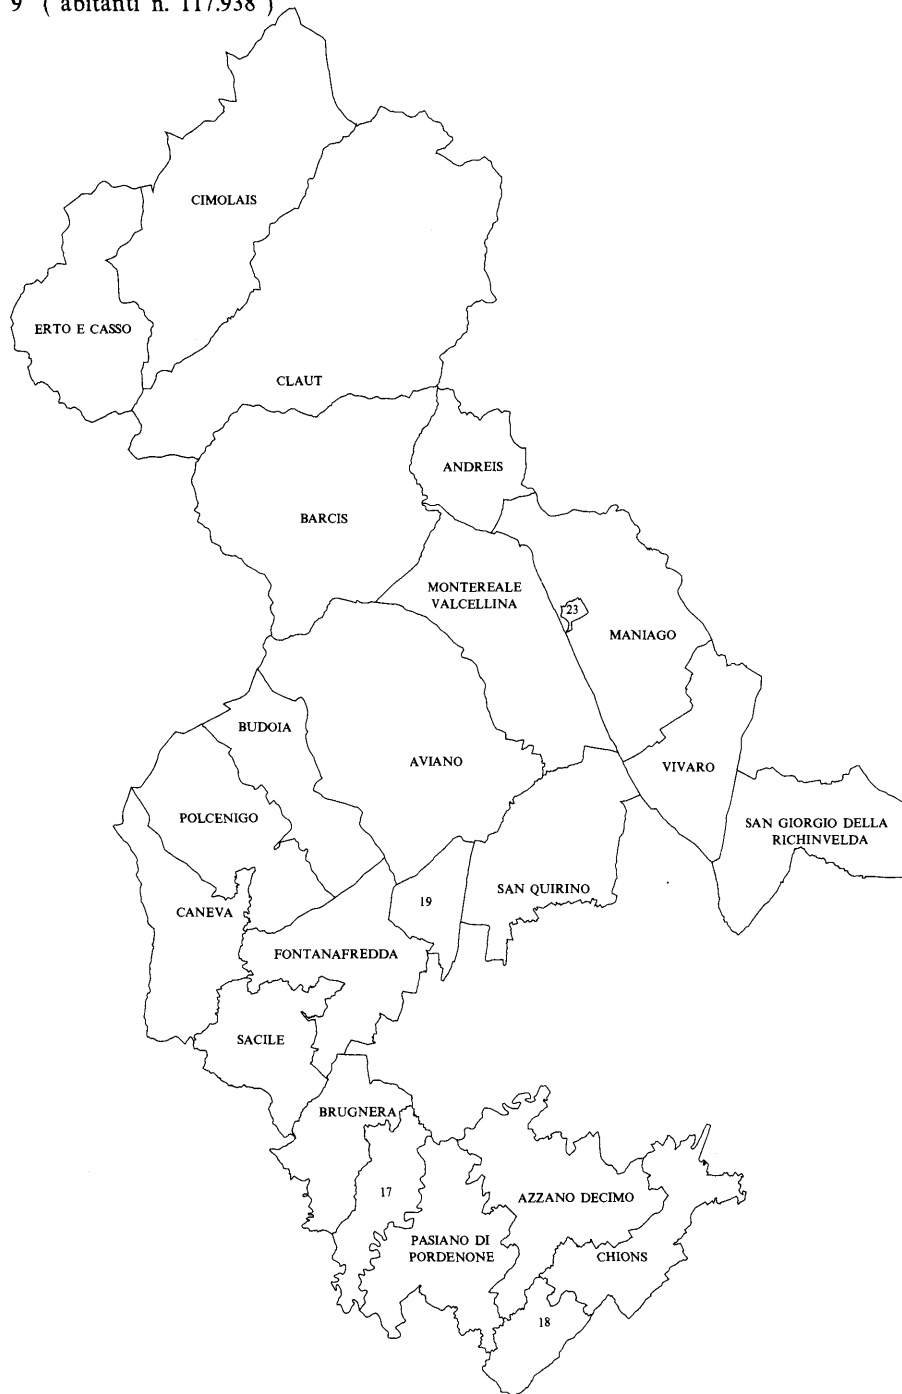 9 ( abitanti n. 117.938 )
CIMOLAIS
ERTO E CASSO
CLAUT
ANDREIS
BARCIS
MONTEREALE
VALCELLINA
23
MANIAGO
BUDOIA
AVIANO
VIVARO
POLCENIGO
SAN GIORGIO DELLA
RICHINVELDA
SAN QUIRINO
19
CANEVA
FONTANAFREDDA
SACILE
BRUGNERA
17
AZZANO DECIMO
PASIANO DI
PORDENONE
CHIONS
18